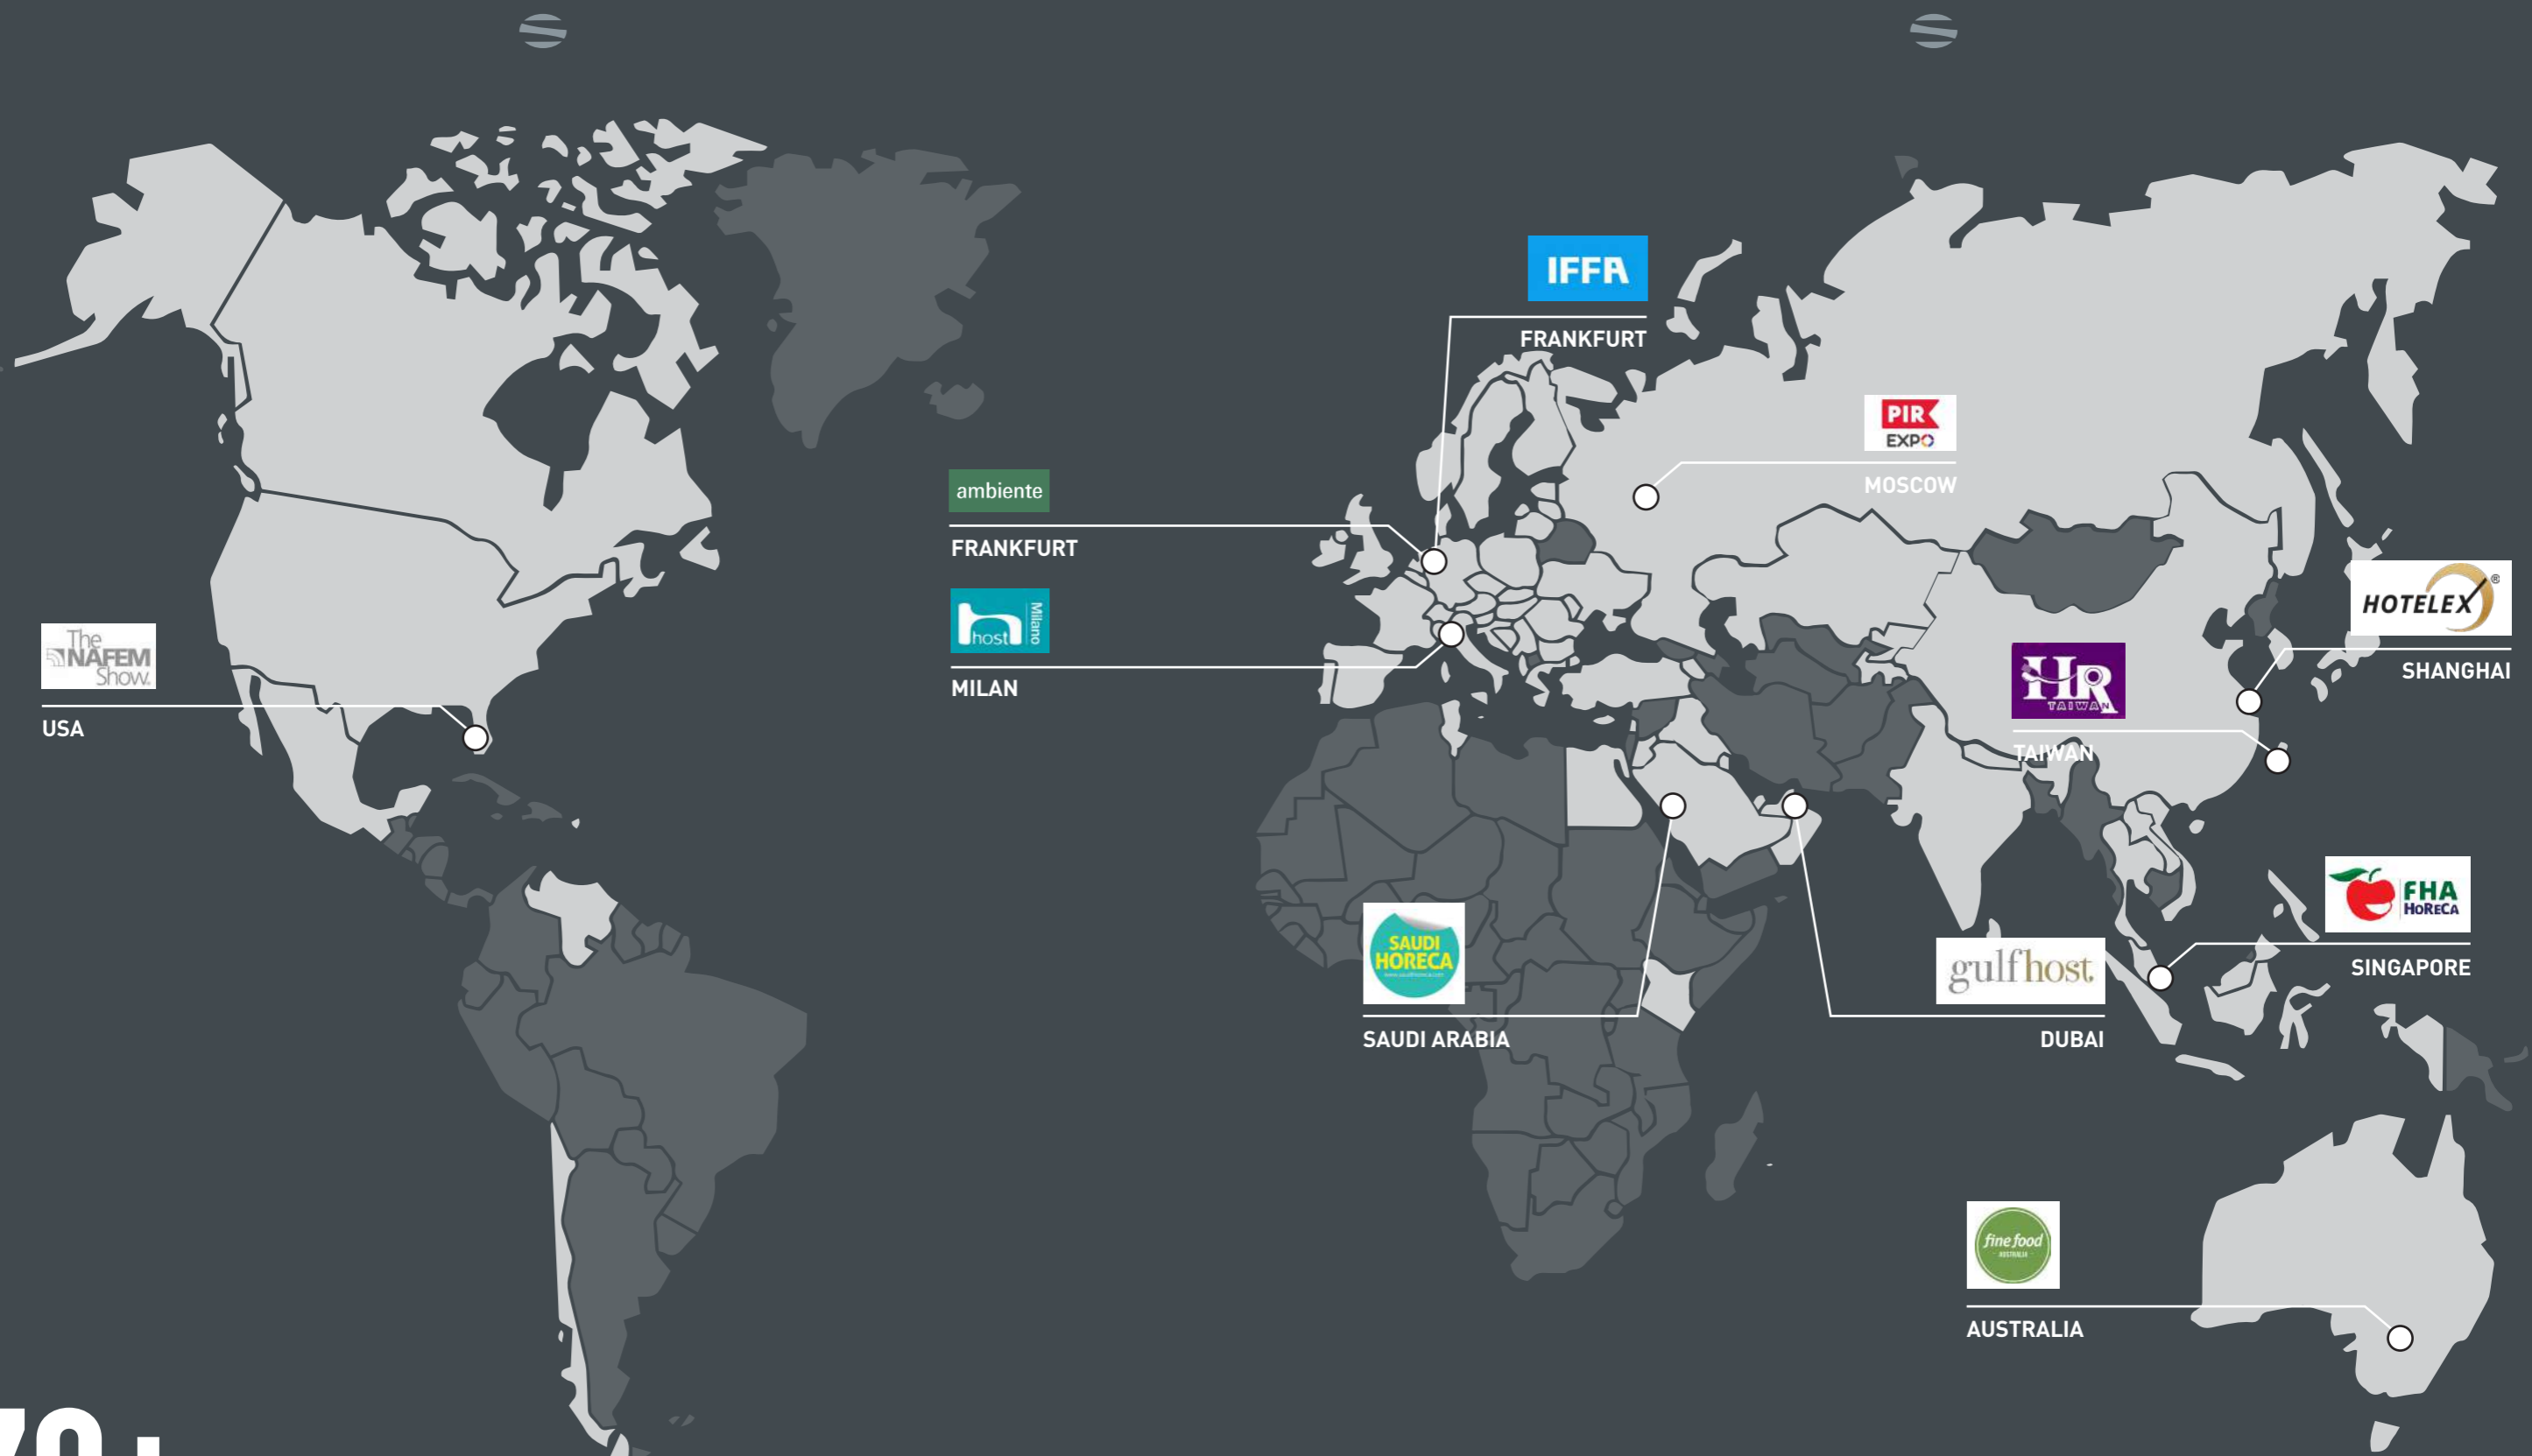 IFFA
FRANKFURT
PIR
EXPO
MOSCOW
ambiente
FRANKFURT
host
Milano
MILAN
The
NAFEM
Show.
USA
HOTELEX®
SHANGHAI
HR
TAIWAN
TAIWAN
FHA
HORECA
SINGAPORE
SAUDI
HORECA
SAUDI ARABIA
gulfhost
DUBAI
fine food
AUSTRALIA
AUSTRALIA